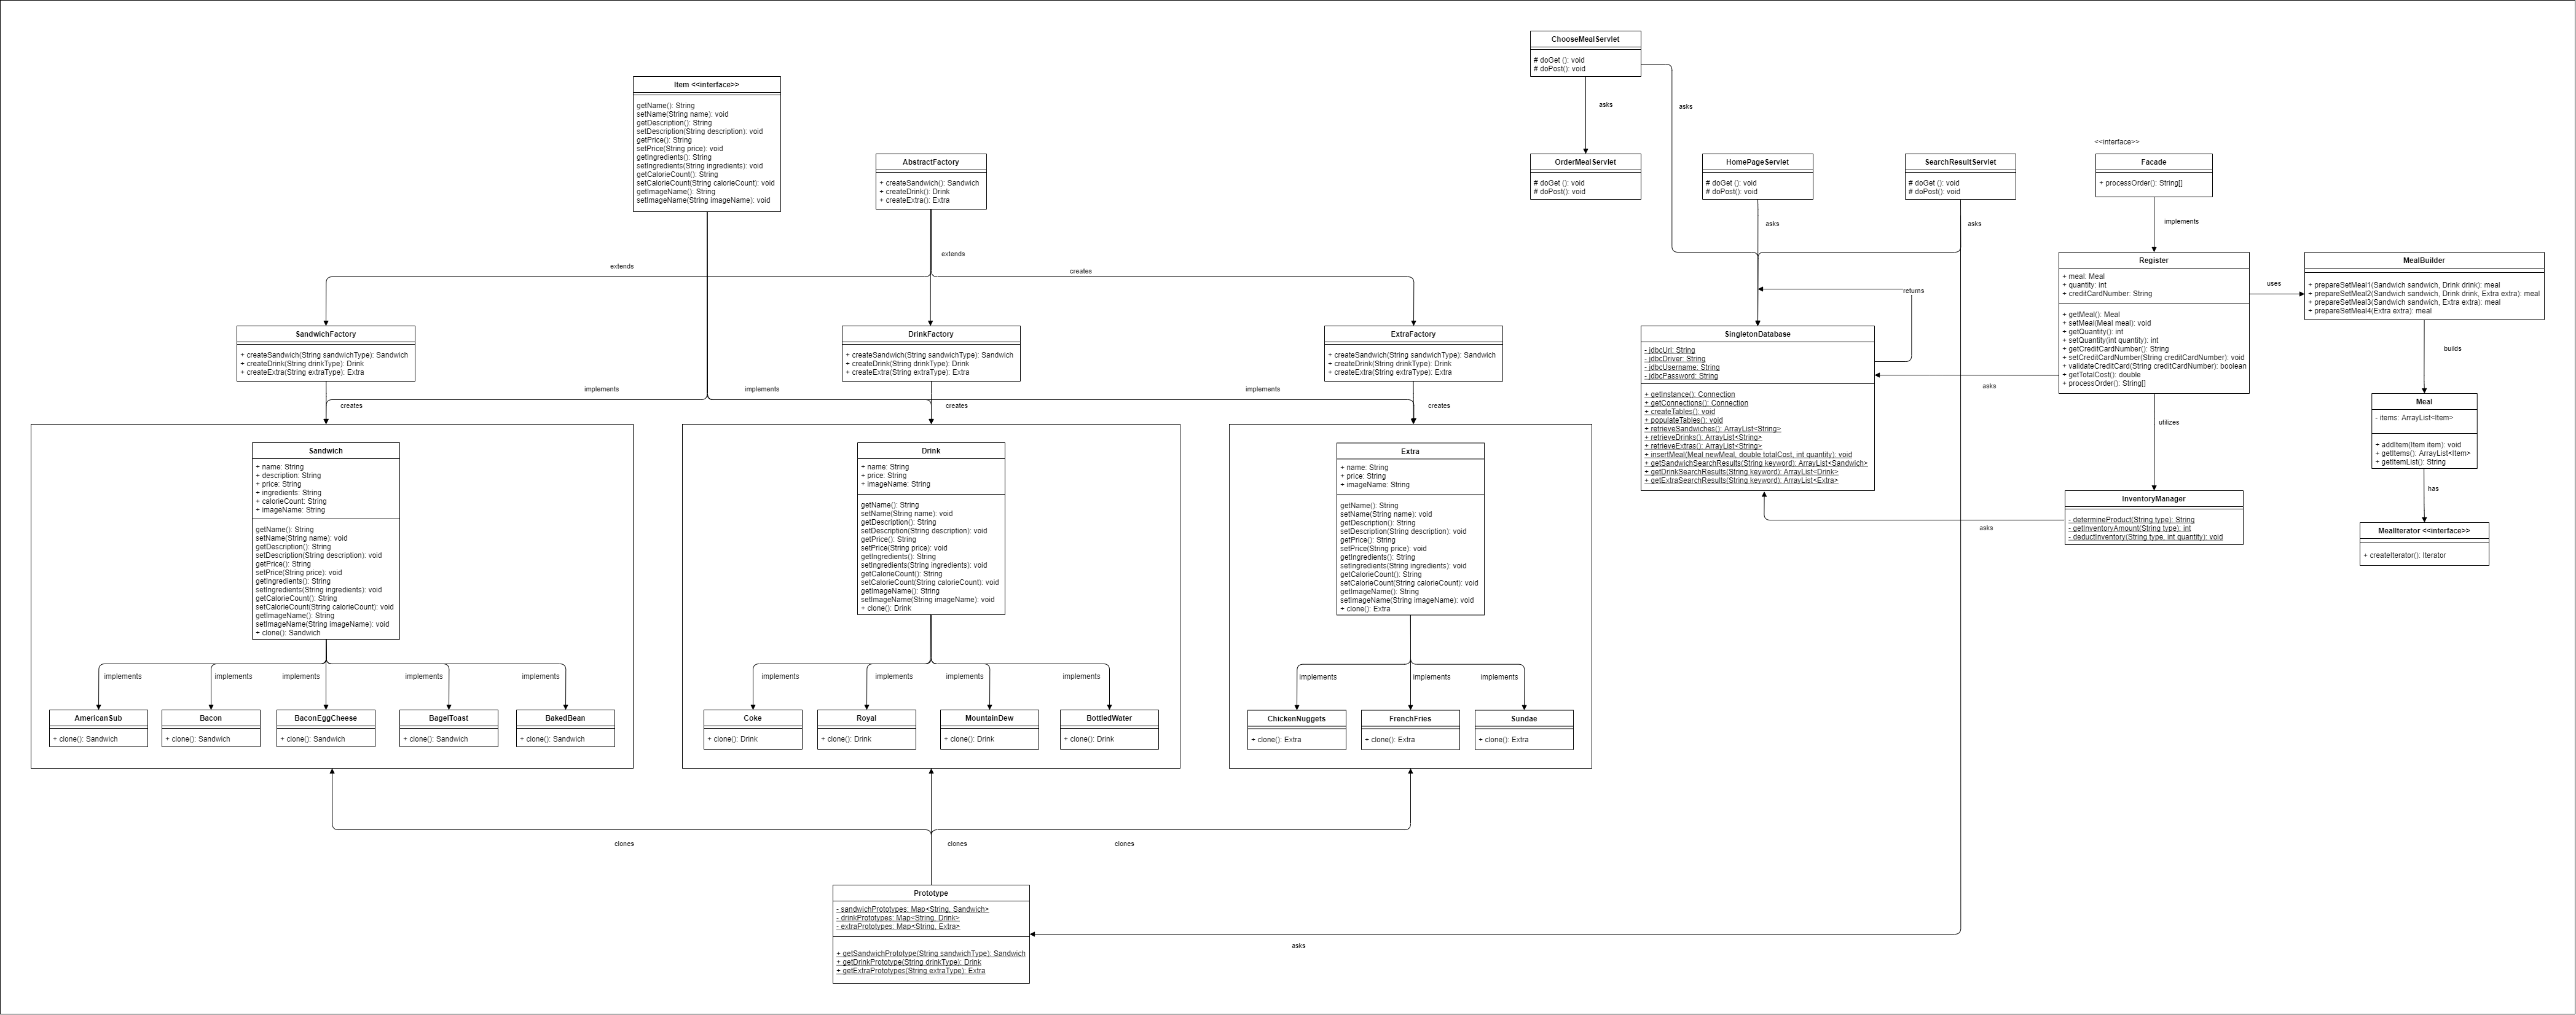 ChooseMealServlet
# doGet (): void
# doPost(): void
asks
asks
Item <<interface>>
getName(): String
setName(String name): void
getDescription(): String
setDescription(String description): void
getPrice(): String
setPrice(String price): void
getIngredients(): String
setIngredients(String ingredients): void
getCalorieCount(): String
setCalorieCount(String calorieCount): void
getImageName(): String
setImageName(String imageName): void
AbstractFactory
+ createSandwich(): Sandwich
+ createDrink(): Drink
+ createExtra(): Extra
OrderMealServlet
# doGet (): void
# doPost(): void
HomePageServlet
# doGet (): void
# doPost(): void
asks
SearchResultServlet
# doGet (): void
# doPost(): void
asks
<<interface>>
Facade
+ processOrder(): String[]
implements
extends
extends
creates
SandwichFactory
+ createSandwich(String sandwichType): Sandwich
+ createDrink(String drinkType): Drink
+ createExtra(String extraType): Extra
DrinkFactory
+ createSandwich(String sandwichType): Sandwich
+ createDrink(String drinkType): Drink
+ createExtra(String extraType): Extra
ExtraFactory
+ createSandwich(String sandwichType): Sandwich
+ createDrink(String drinkType): Drink
+ createExtra(String extraType): Extra
implements
implements
implements
creates
creates
creates
returns
SingletonDatabase
- jdbcUrl: String
- jdbcDriver: String
- jdbcUsername: String
- jdbcPassword: String
+ getInstance(): Connection
+ getConnections(): Connection
+ createTables(): void
+ populateTables(): void
+ retrieveSandwiches(): ArrayList<String>
+ retrieveDrinks(): ArrayList<String>
+ retrieveExtras(): ArrayList<String>
+ insertMeal(Meal newMeal, double totalCost, int quantity): void
+ getSandwichSearchResults(String keyword): ArrayList<Sandwich>
+ getDrinkSearchResults(String keyword): ArrayList<Drink>
+ getExtraSearchResults(String keyword): ArrayList<Extra>
Register
+ meal: Meal
+ quantity: int
+ creditCardNumber: String
+ getMeal(): Meal
+ setMeal(Meal meal): void
+ getQuantity(): int
+ setQuantity(int quantity): int
+ getCreditCardNumber(): String
+ setCreditCardNumber(String creditCardNumber): void
+ validateCreditCard(String creditCardNumber): boolean
+ getTotalCost(): double
+ processOrder(): String[]
uses
asks
utilizes
MealBuilder
+ prepareSetMeal1(Sandwich sandwich, Drink drink): meal
+ prepareSetMeal2(Sandwich sandwich, Drink drink, Extra extra): meal
+ prepareSetMeal3(Sandwich sandwich, Extra extra): meal
+ prepareSetMeal4(Extra extra): meal
builds
Meal
- items: ArrayList<Item>
+ addItem(Item item): void
+ getItems(): ArrayList<Item>
+ getItemList(): String
has
MealIterator <<interface>>
+ createIterator(): Iterator
InventoryManager
- determineProduct(String type): String
- getInventoryAmount(String type): int
- deductInventory(String type, int quantity): void
asks
Sandwich
+ name: String
+ description: String
+ price: String
+ ingredients: String
+ calorieCount: String
+ imageName: String
getName(): String
setName(String name): void
getDescription(): String
setDescription(String description): void
getPrice(): String
setPrice(String price): void
getIngredients(): String
setIngredients(String ingredients): void
getCalorieCount(): String
setCalorieCount(String calorieCount): void
getImageName(): String
setImageName(String imageName): void
+ clone(): Sandwich
Drink
+ name: String
+ price: String
+ imageName: String
getName(): String
setName(String name): void
getDescription(): String
setDescription(String description): void
getPrice(): String
setPrice(String price): void
getIngredients(): String
setIngredients(String ingredients): void
getCalorieCount(): String
setCalorieCount(String calorieCount): void
getImageName(): String
setImageName(String imageName): void
+ clone(): Drink
Extra
+ name: String
+ price: String
+ imageName: String
getName(): String
setName(String name): void
getDescription(): String
setDescription(String description): void
getPrice(): String
setPrice(String price): void
getIngredients(): String
setIngredients(String ingredients): void
getCalorieCount(): String
setCalorieCount(String calorieCount): void
getImageName(): String
setImageName(String imageName): void
+ clone(): Extra
implements
implements
implements
implements
implements
implements
implements
implements
implements
implements
implements
implements
AmericanSub
+ clone(): Sandwich
Bacon
+ clone(): Sandwich
BaconEggCheese
+ clone(): Sandwich
BagelToast
+ clone(): Sandwich
BakedBean
+ clone(): Sandwich
Coke
+ clone(): Drink
Royal
+ clone(): Drink
MountainDew
+ clone(): Drink
BottledWater
+ clone(): Drink
ChickenNuggets
+ clone(): Extra
FrenchFries
+ clone(): Extra
Sundae
+ clone(): Extra
clones
clones
clones
Prototype
- sandwichPrototypes: Map<String, Sandwich>
- drinkPrototypes: Map<String, Drink>
- extraPrototypes: Map<String, Extra>
+ getSandwichPrototype(String sandwichType): Sandwich
+ getDrinkPrototype(String drinkType): Drink
+ getExtraPrototypes(String extraType): Extra
asks